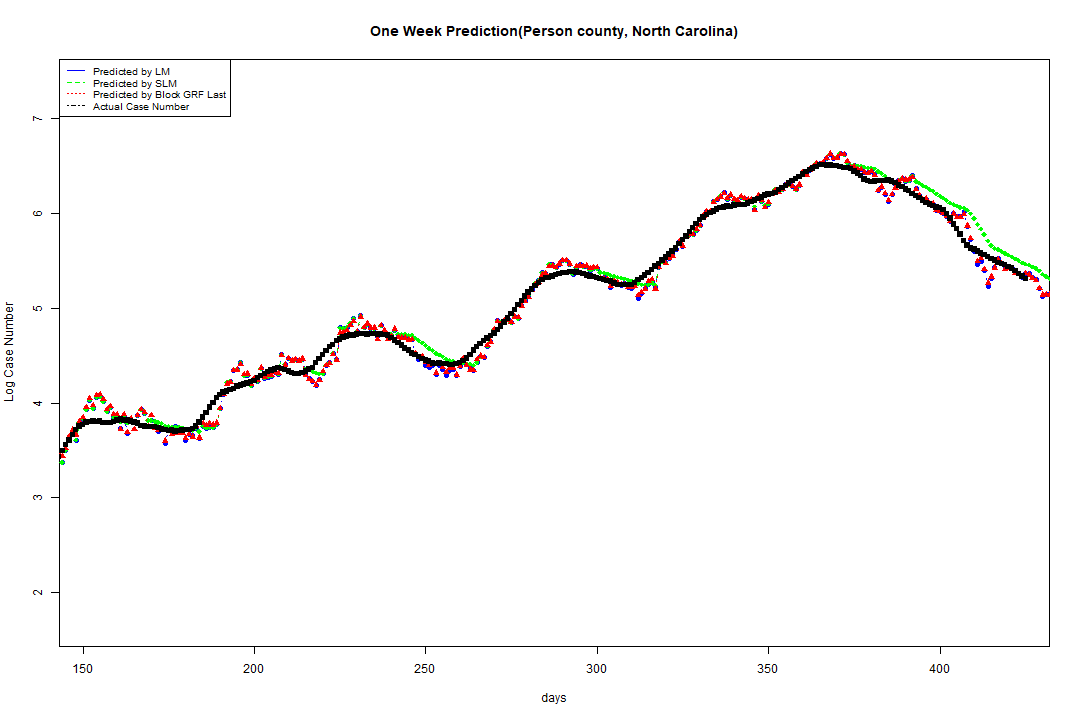 One Week Prediction(Person county, North Carolina)
Predicted by LM
Predicted by SLM
Predicted by Block GRF Last
Actual Case Number
7
6
5
4
3
2
Log Case Number
150 200 250 300 350 400
days